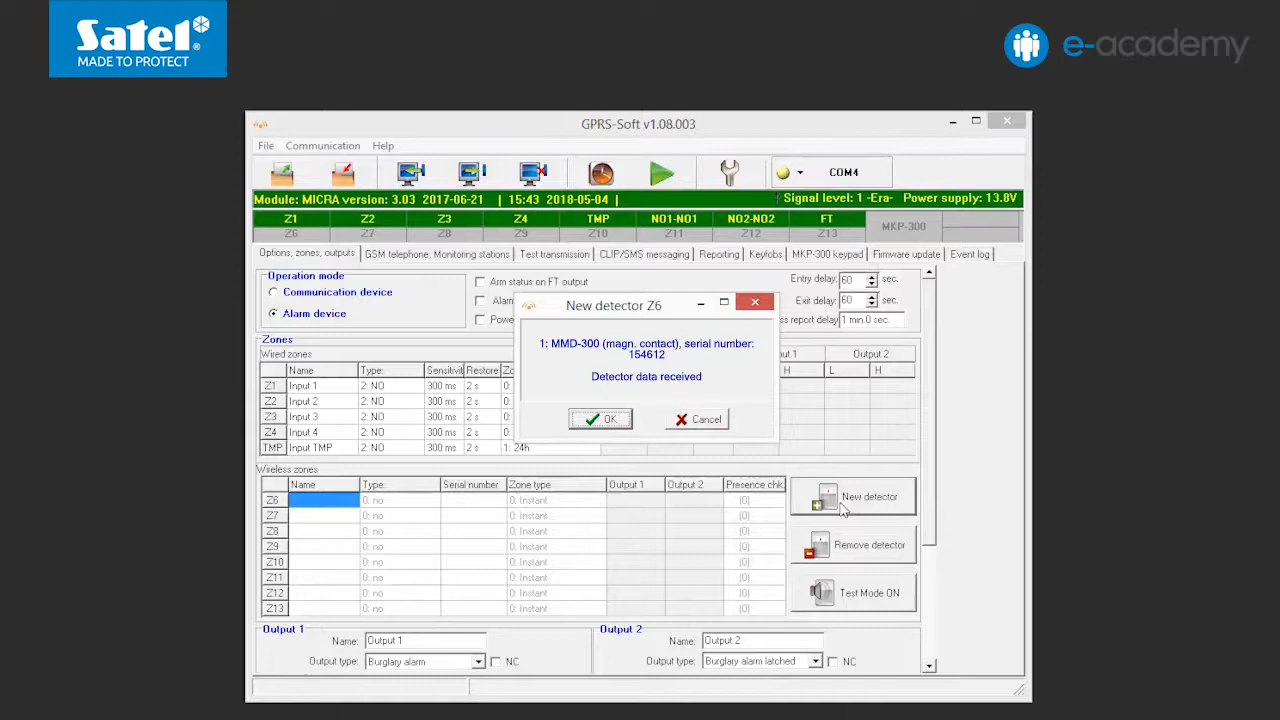 Satel®
MADE TO PROTECT
e-academy
GPRS-Soft v1.08.003
File Communication Help
COM4
Module: MICRA version: 3.03 2017-06-21 | 15:43 2018-05-04 | Signal level: 1 -Era- Power supply: 13.8V
Z1 Z2 Z3 Z4 TMP NO1-NO1 NO2-NO2 FT
MKP-300
Z6 Z7 Z8 Z9 Z10 Z11 Z12 Z13
Options, zones, outputs GSM telephone, Monitoring stations Test transmission CLIP/SMS messaging Reporting Keyfobs MKP-300 keypad Firmware update Event log
Operation mode
Communication device
Alarm device
Arm status on FT output
Alarm
Powe
Entry delay: 60 sec.
Exit delay: 60 sec.
ss report delay 1 min.0 sec.
New detector Z6
1: MMD-300 (magn. contact), serial number:
154612
Detector data received
OK Cancel
Zones
Wired zones
ut 1 Output 2
Name Type: Sensitivit Restore Zo H L H
Z1 Input 1 2: NO 300 ms 2 s 0:
Z2 Input 2 2: NO 300 ms 2 s 0:
Z3 Input 3 2: NO 300 ms 2 s 0:
Z4 Input 4 2: NO 300 ms 2 s 0:
TMP Input TMP 2: NO 300 ms 2 s 1: 24h
Wireless zones
Name Type: Serial number Zone type Output 1 Output 2 Presence chk.
Z6 0: no 0: Instant (0)
Z7 0: no 0: Instant (0)
Z8 0: no 0: Instant (0)
Z9 0: no 0: Instant (0)
Z10 0: no 0: Instant (0)
Z11 0: no 0: Instant (0)
Z12 0: no 0: Instant (0)
Z13 0: no 0: Instant (0)
New detector
Remove detector
Test Mode ON
Output 1
Name: Output 1
Output type: Burglary alarm NC
Output 2
Name: Output 2
Output type: Burglary alarm latched NC